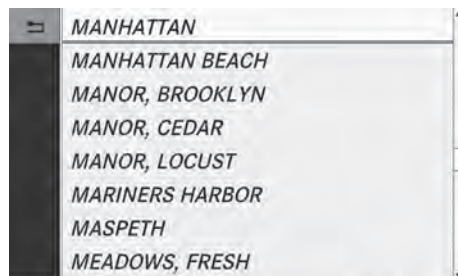 MANHATTAN
MANHATTAN BEACH
MANOR, BROOKLYN
MANOR, CEDAR
MANOR, LOCUST
MARINERS HARBOR
MASPETH
MEADOWS, FRESH